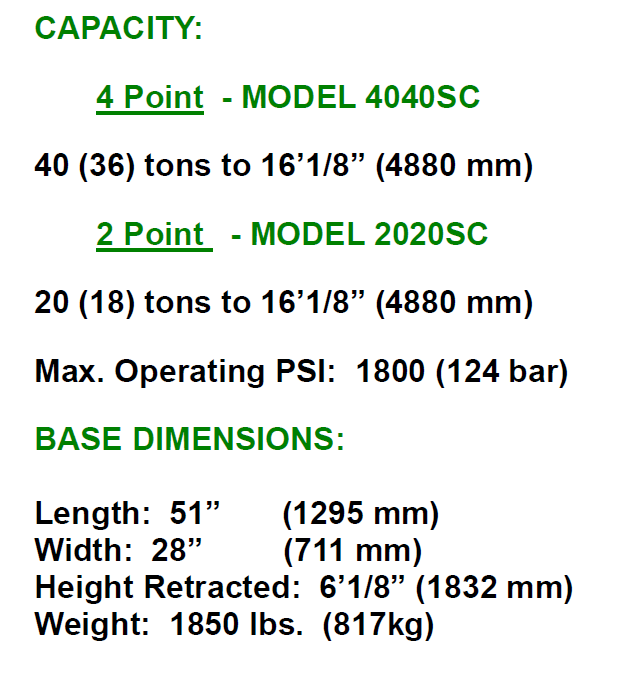 CAPACITY:
4 Point - MODEL 4040SC
40 (36) tons to 16’1/8” (4880 mm)
2 Point - MODEL 2020SC
20 (18) tons to 16’1/8” (4880 mm)
Max. Operating PSI: 1800 (124 bar)
BASE DIMENSIONS:
Length: 51” (1295 mm)
Width: 28” (711 mm)
Height Retracted: 6’1/8” (1832 mm)
Weight: 1850 lbs. (817kg)